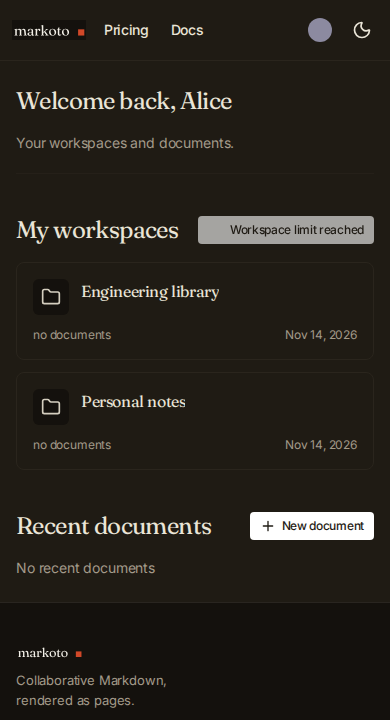 markoto
Pricing
Docs
Welcome back, Alice
Your workspaces and documents.
My workspaces
Workspace limit reached
Engineering library
no documents
Nov 14, 2026
Personal notes
no documents
Nov 14, 2026
Recent documents
New document
No recent documents
markoto
Collaborative Markdown,
rendered as pages.